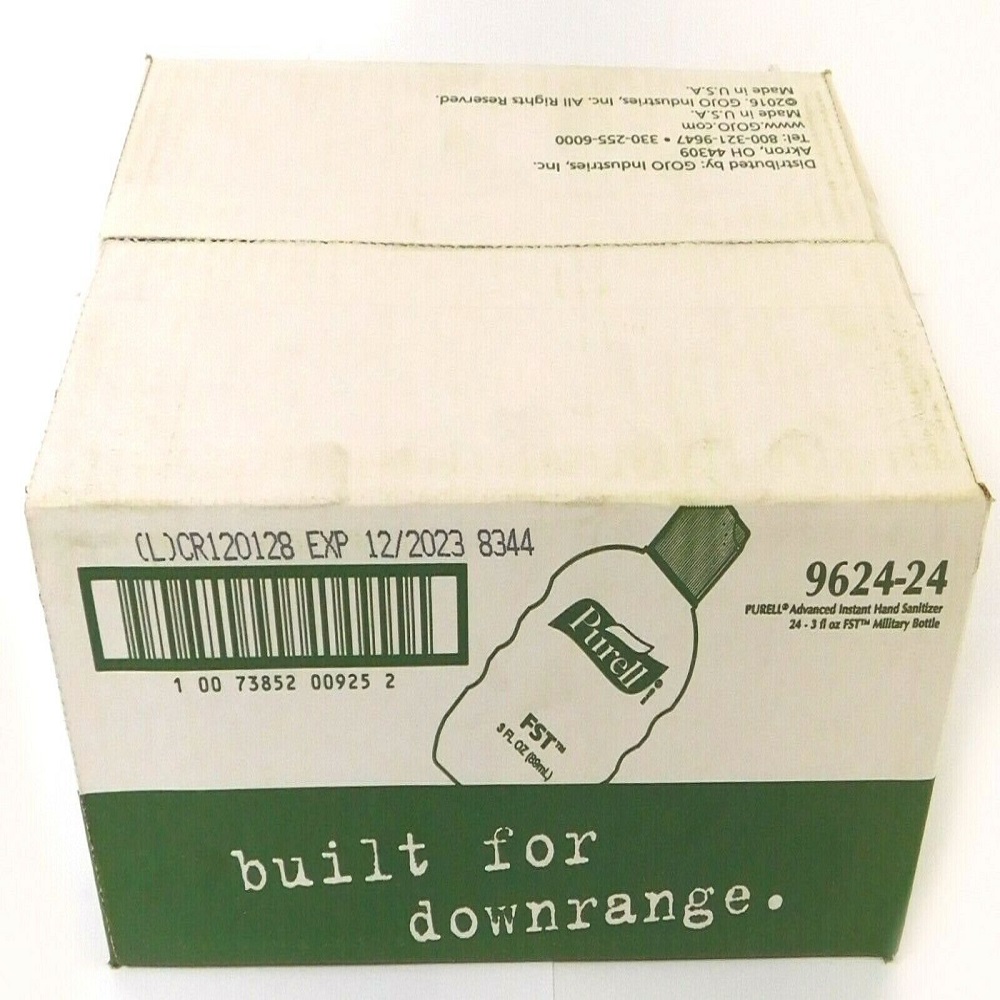 Distributed by: GOJO Industries, Inc.
Akron, OH 44309
Tel: 800-321-9647 • 330-255-6000
www.GOJO.com
Made in U.S.A.
©2016. GOJO Industries, Inc. All Rights Reserved.
Made in U.S.A.
(L)CR120128 EXP 12/2023 8344
1 00 73852 00925 2
Purell
i
FST™
3 FL OZ (89mL)
9624-24
PURELL® Advanced Instant Hand Sanitizer
24 - 3 fl oz FST™ Military Bottle
built for
downrange.